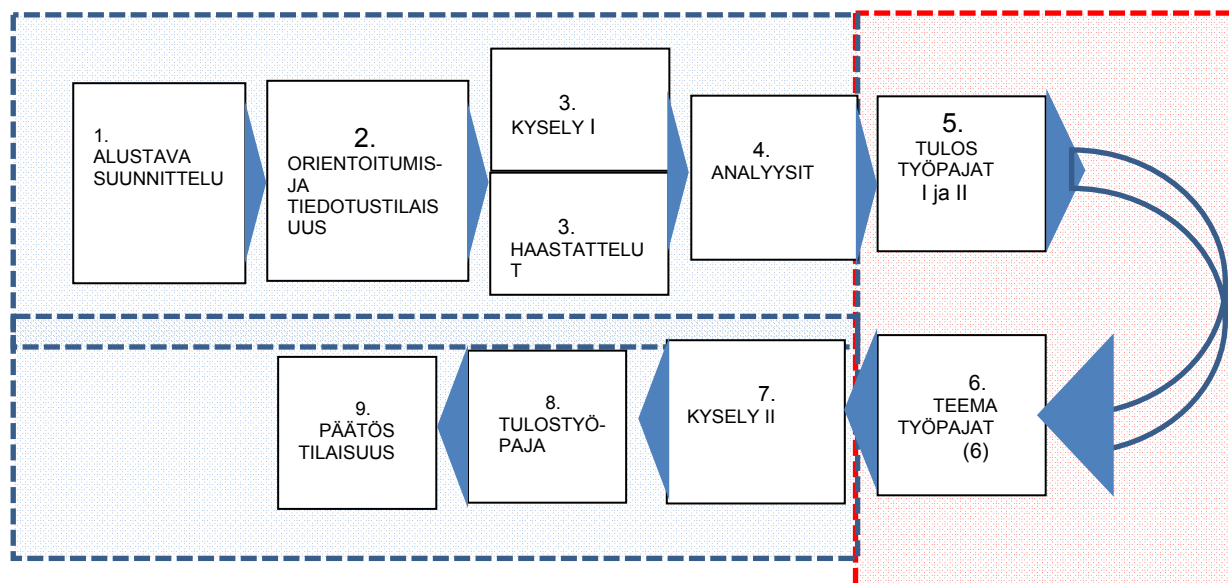 1.
ALUSTAVA
SUUNNITTELU
2.
ORIENTOITUMIS-
JA
TIEDOTUSTILAIS
UUS
3.
KYSELY I
3.
HAASTATTELU
T
4.
ANALYYSIT
5.
TULOS
TYÖPAJAT
I ja II
6.
TEEMA
TYÖPAJAT
(6)
7.
KYSELY II
8.
TULOSTYÖ-
PAJA
9.
PÄÄTÖS
TILAISUUS